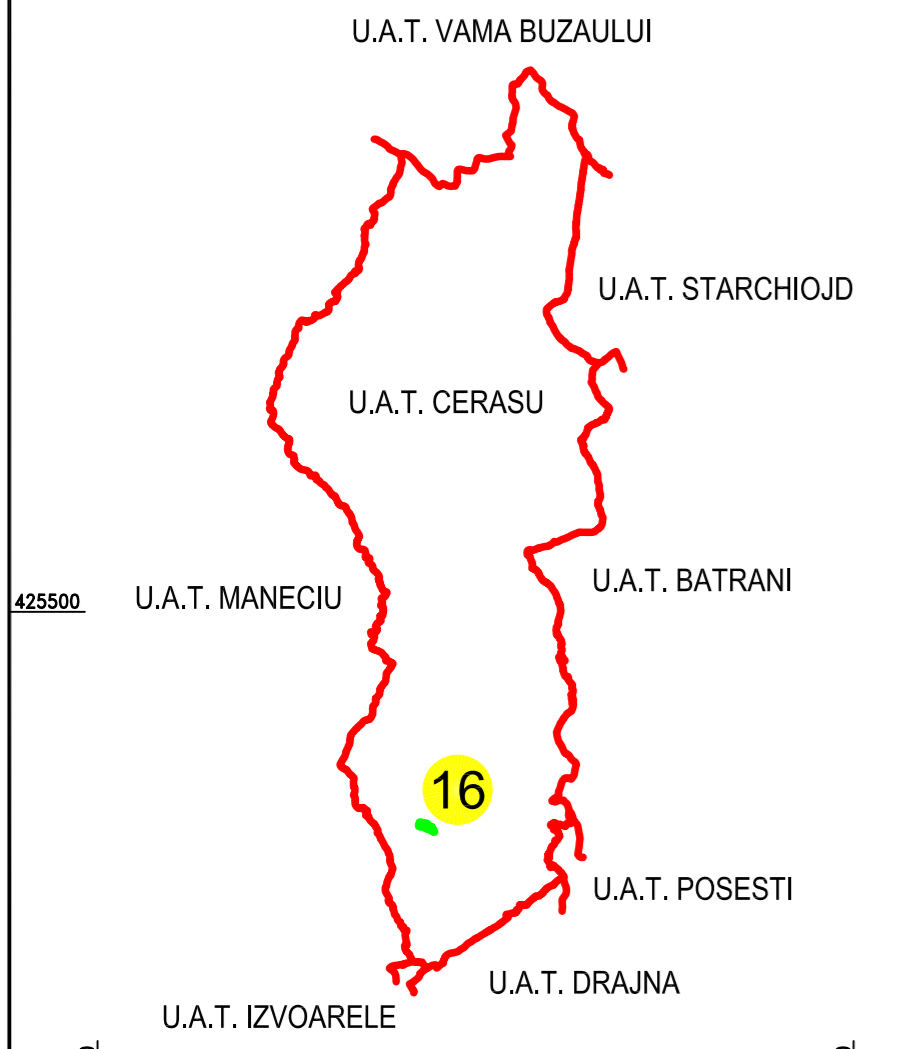 U.A.T. VAMA BUZAULUI
U.A.T. STARCHIOJD
U.A.T. CERASU
U.A.T. BATRANI
U.A.T. MANECIU
425500
16
U.A.T. POSESTI
U.A.T. DRAJNA
U.A.T. IZVOARELE